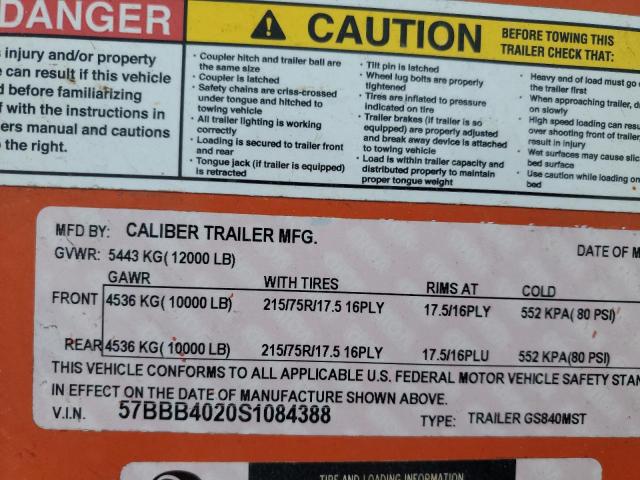 DANGER
injury and/or property
can result if this vehicle
d before familiarizing
f with the instructions in
ers manual and cautions
the right.
CAUTION
BEFORE TOWING THIS
TRAILER CHECK THAT:
• Coupler hitch and trailer ball are
the same size
• Coupler is latched
• Safety chains are criss-crossed
under tongue and hitched to
towing vehicle
• All trailer lighting is working
correctly
• Loading is secured to trailer front
and rear
• Tongue jack (if trailer is equipped)
is retracted
• Tilt pin is latched
• Wheel lug bolts are properly
tightened
• Tires are inflated to pressure
indicated on tire
• Trailer brakes (if trailer is so
equipped) are properly adjusted
and break away device is attached
to towing vehicle
• Load is within trailer capacity and
distributed properly to maintain
proper tongue weight
• Heavy end of load must go
the trailer first
• When approaching trailer, d
on slowly
• High speed loading can resu
over shooting front of trailer,
result in injury
• Wet surfaces may cause slic
bed surface
• Use caution while loading on
bed
MFD BY: CALIBER TRAILER MFG.
DATE OF M
GVWR: 5443 KG( 12000 LB)
GAWR WITH TIRES RIMS AT COLD
FRONT 4536 KG( 10000 LB) 215/75R/17.5 16PLY 17.5/16PLY 552 KPA( 80 PSI)
REAR 4536 KG( 10000 LB) 215/75R/17.5 16PLY 17.5/16PLU 552 KPA(80 PSI)
THIS VEHICLE CONFORMS TO ALL APPLICABLE U.S. FEDERAL MOTOR VEHICLE SAFETY STAN
IN EFFECT ON THE DATE OF MANUFACTURE SHOWN ABOVE.
V.I.N. 57BBB4020S1084388 TYPE: TRAILER GS840MST
TIRE AND LOADING INFORMATION